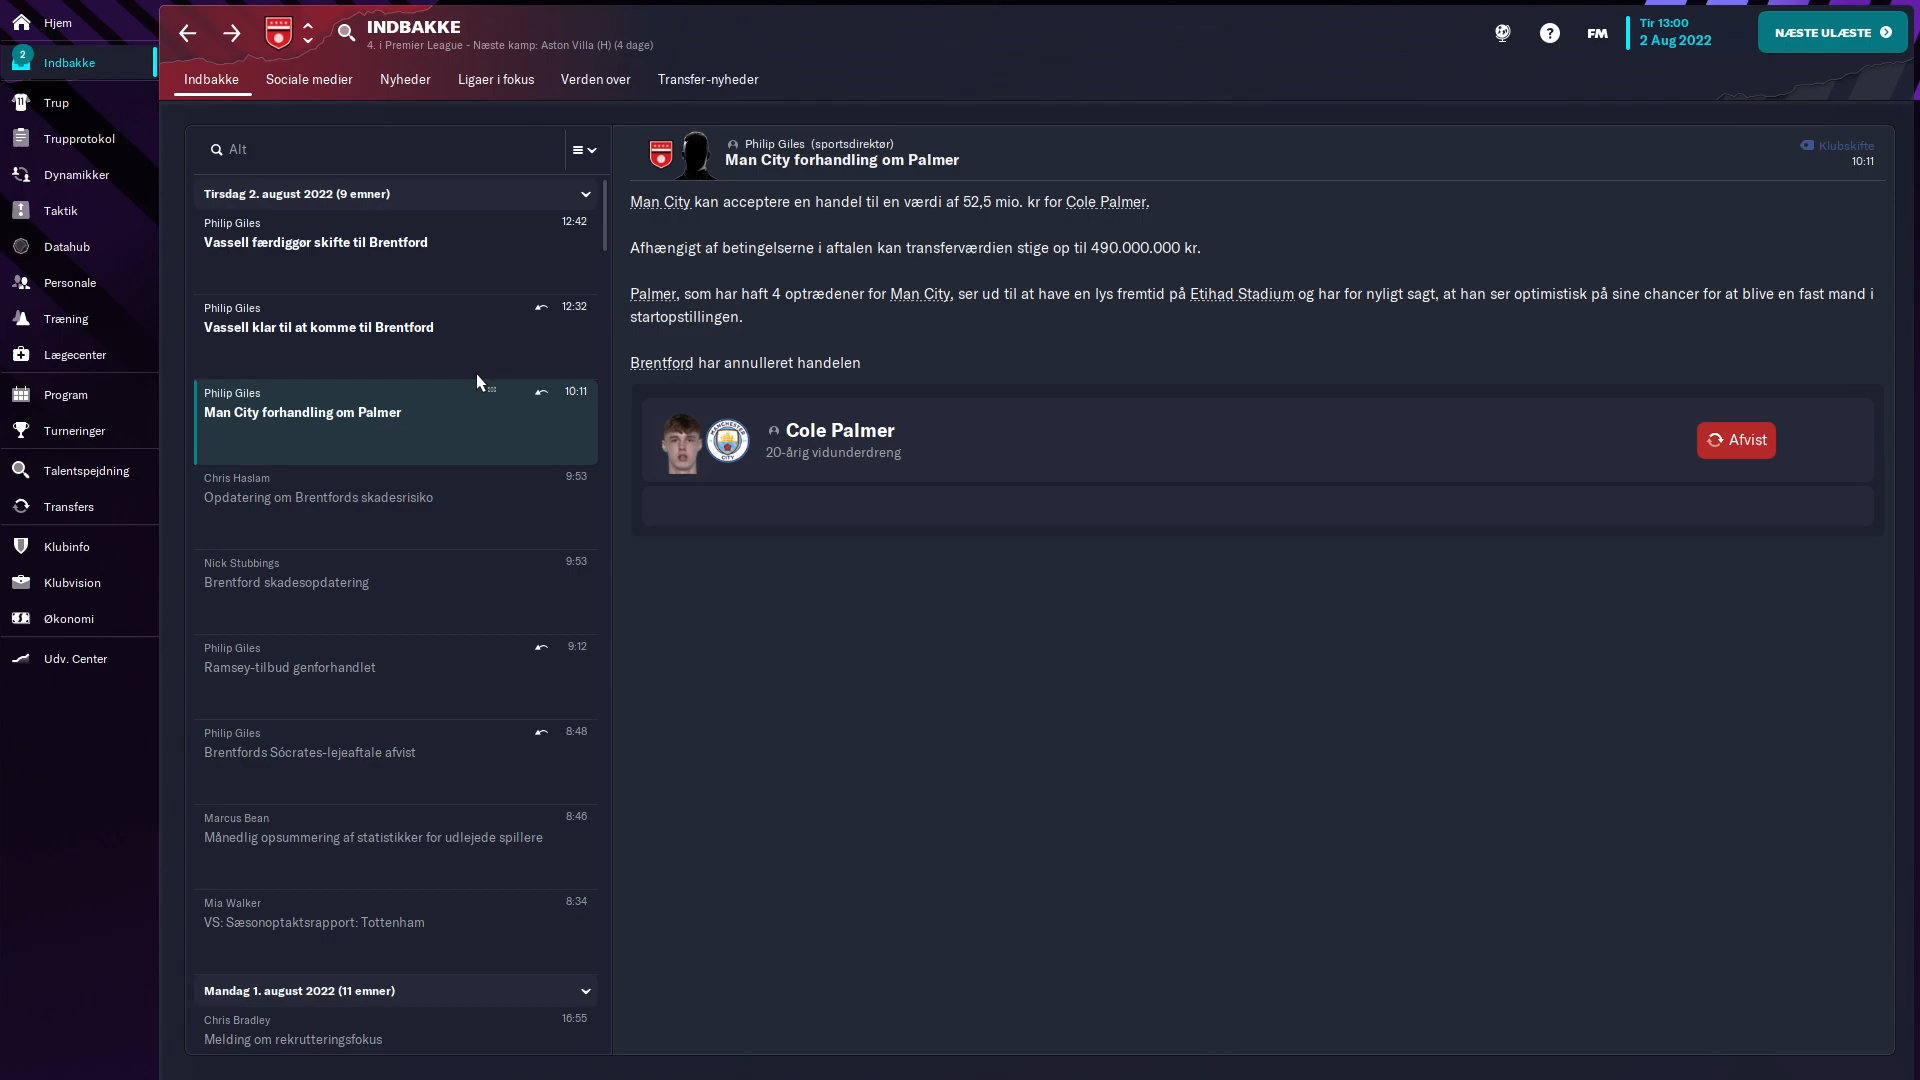 Hjem
2
Indbakke
Trup
Trupprotokol
Dynamikker
Taktik
Datahub
Personale
Træning
Lægecenter
Program
Turneringer
Talentspejdning
Transfers
Klubinfo
Klubvision
Økonomi
Udv. Center
INDBAKKE
4. i Premier League - Næste kamp: Aston Villa (H) (4 dage)
FM
Tir 13:00
2 Aug 2022
NÆSTE ULÆSTE
Indbakke Sociale medier Nyheder Ligaer i fokus Verden over Transfer-nyheder
Alt
Tirsdag 2. august 2022 (9 emner)
Philip Giles 12:42
Vassell færdiggør skifte til Brentford
Philip Giles 12:32
Vassell klar til at komme til Brentford
Philip Giles 10:11
Man City forhandling om Palmer
Chris Haslam 9:53
Opdatering om Brentfords skadesrisiko
Nick Stubbings 9:53
Brentford skadesopdatering
Philip Giles 9:12
Ramsey-tilbud genforhandlet
Philip Giles 8:48
Brentfords Sócrates-lejeaftale afvist
Marcus Bean 8:46
Månedlig opsummering af statistikker for udlejede spillere
Mia Walker 8:34
VS: Sæsonoptaktsrapport: Tottenham
Mandag 1. august 2022 (11 emner)
Chris Bradley 16:55
Melding om rekrutteringsfokus
Philip Giles (sportsdirektør)
Man City forhandling om Palmer
Klubskifte
10:11
Man City kan acceptere en handel til en værdi af 52,5 mio. kr for Cole Palmer.
Afhængigt af betingelserne i aftalen kan transferværdien stige op til 490.000.000 kr.
Palmer, som har haft 4 optrædener for Man City, ser ud til at have en lys fremtid på Etihad Stadium og har for nyligt sagt, at han ser optimistisk på sine chancer for at blive en fast mand i
startopstillingen.
Brentford har annulleret handelen
Cole Palmer
20-årig vidunderdreng
Afvist